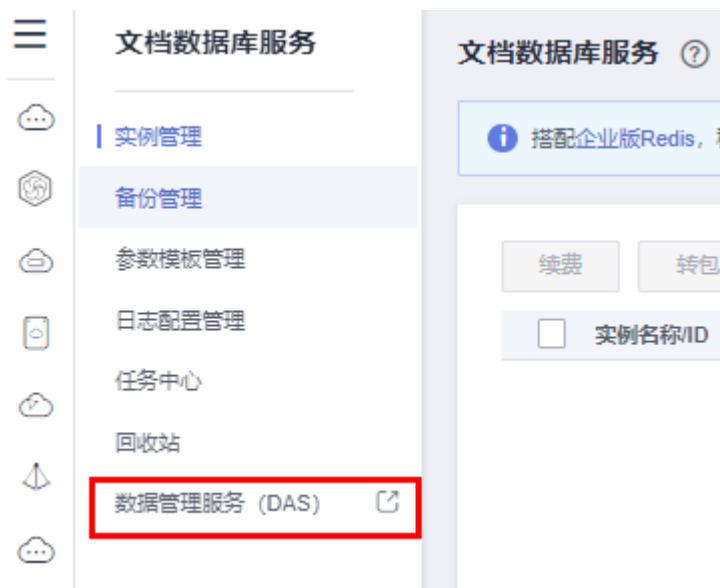 文档数据库服务
实例管理
备份管理
参数模板管理
日志配置管理
任务中心
回收站
数据管理服务（DAS）
文档数据库服务
搭配企业版Redis，
续费
转包
实例名称/ID